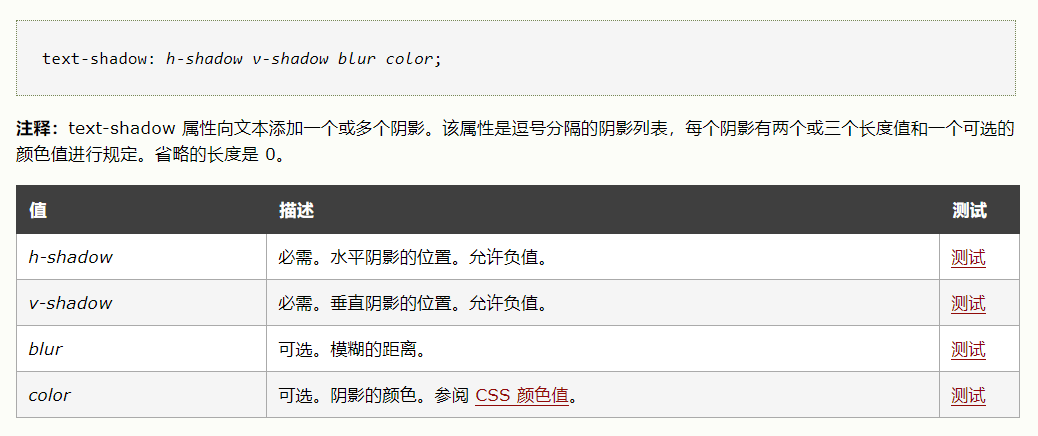 text-shadow: h-shadow v-shadow blur color;
注释：text-shadow 属性向文本添加一个或多个阴影。该属性是逗号分隔的阴影列表，每个阴影有两个或三个长度值和一个可选的
颜色值进行规定。省略的长度是 0。
值 描述 测试
h-shadow 必需。水平阴影的位置。允许负值。 测试
v-shadow 必需。垂直阴影的位置。允许负值。 测试
blur 可选。模糊的距离。 测试
color 可选。阴影的颜色。参阅 CSS 颜色值。 测试